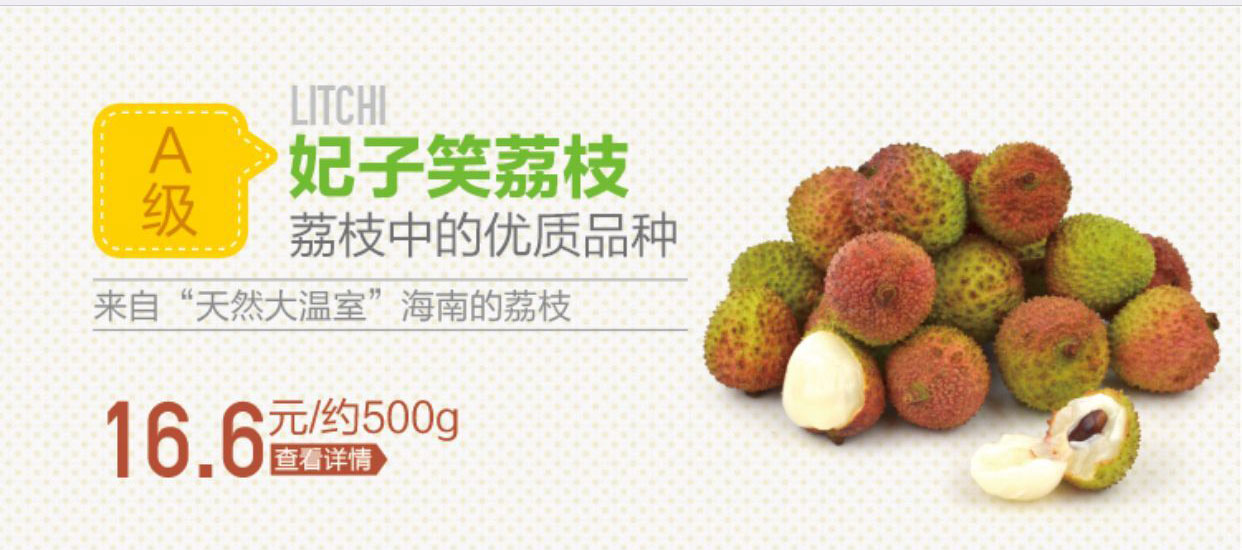 A
级
LITCHI
妃子笑荔枝
荔枝中的优质品种
来自“天然大温室”海南的荔枝
16.6元/约500g
查看详情